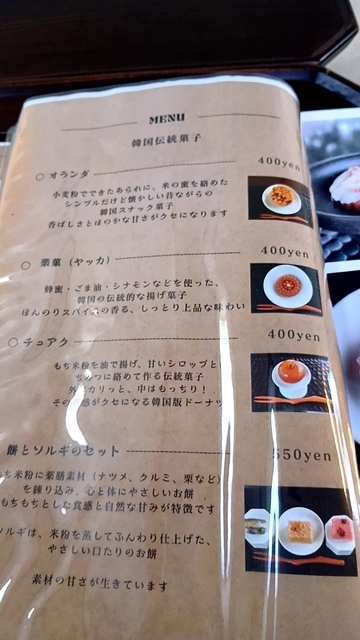 MENU
韓国伝統菓子
○ オランダ 400yen
小麦粉でできたあられに、米の蜜を絡めた
シンプルだけど懐かしい昔ながらの
韓国スナック菓子
香ばしさとほのかな甘さがクセになります
○ 薬菓 (ヤッカ) 400yen
蜂蜜・ごま油・シナモンなどを使った、
韓国の伝統的な揚げ菓子
ほんのりスパイスの香る、しっとり上品な味わい
○ チュアク 400yen
もち米粉を油で揚げ、甘いシロップと
絡めて作る伝統菓子
カリッと、中はもっちり！
その 感がクセになる韓国版ドーナツ
餅とソルギのセット 550yen
ち米粉に薬膳素材（ナツメ、クルミ、栗など）
を練り込み、心と体にやさしいお餅
もちもちとした食感と自然な甘みが特徴です
ソルギは、米粉を蒸してふんわり仕上げた、
やさしい口たりのお餅
素材の甘さが生きています